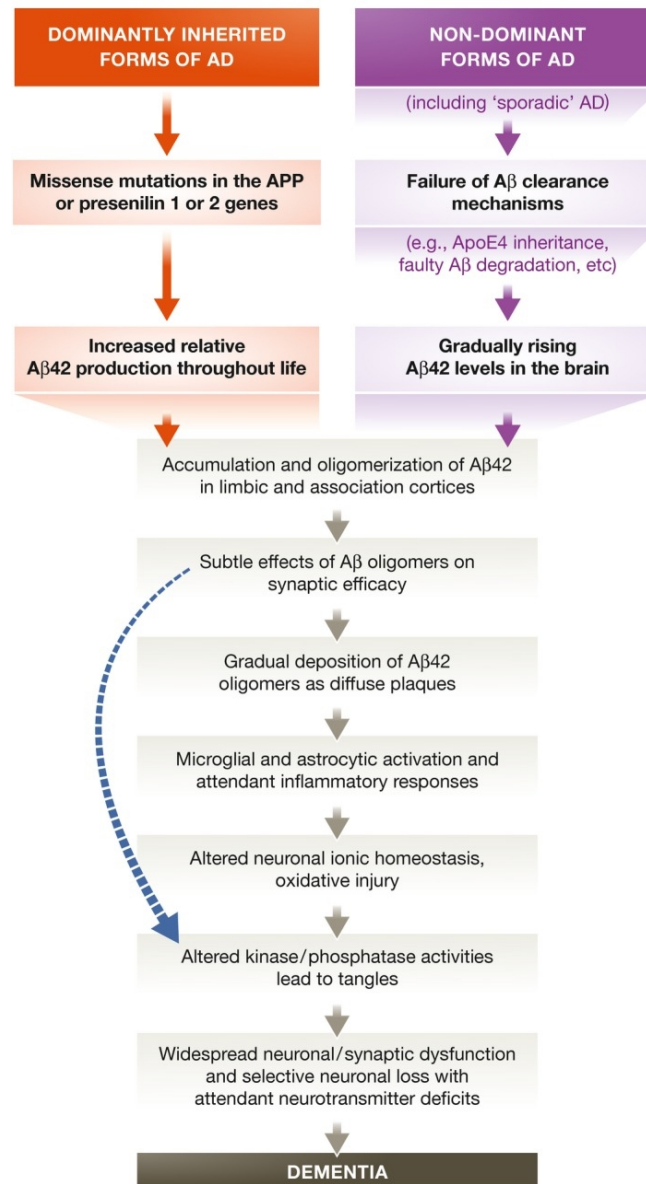 DOMINANTLY INHERITED
FORMS OF AD
Missense mutations in the APP
or presenilin 1 or 2 genes
Increased relative
Aβ42 production throughout life
NON-DOMINANT
FORMS OF AD
(including ‘sporadic’ AD)
Failure of Aβ clearance
mechanisms
(e.g., ApoE4 inheritance,
faulty Aβ degradation, etc)
Gradually rising
Aβ42 levels in the brain
Accumulation and oligomerization of Aβ42
in limbic and association cortices
Subtle effects of Aβ oligomers on
synaptic efficacy
Gradual deposition of Aβ42
oligomers as diffuse plaques
Microglial and astrocytic activation and
attendant inflammatory responses
Altered neuronal ionic homeostasis,
oxidative injury
Altered kinase/phosphatase activities
lead to tangles
Widespread neuronal/synaptic dysfunction
and selective neuronal loss with
attendant neurotransmitter deficits
DEMENTIA